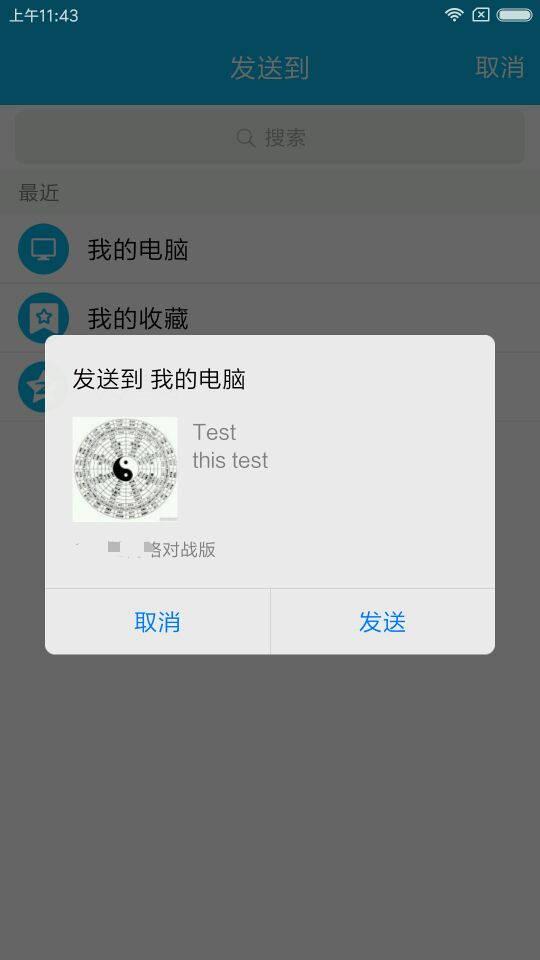 上午11:43
发送到
取消
搜索
最近
我的电脑
我的收藏
发送到 我的电脑
Test
this test
对战版
取消
发送